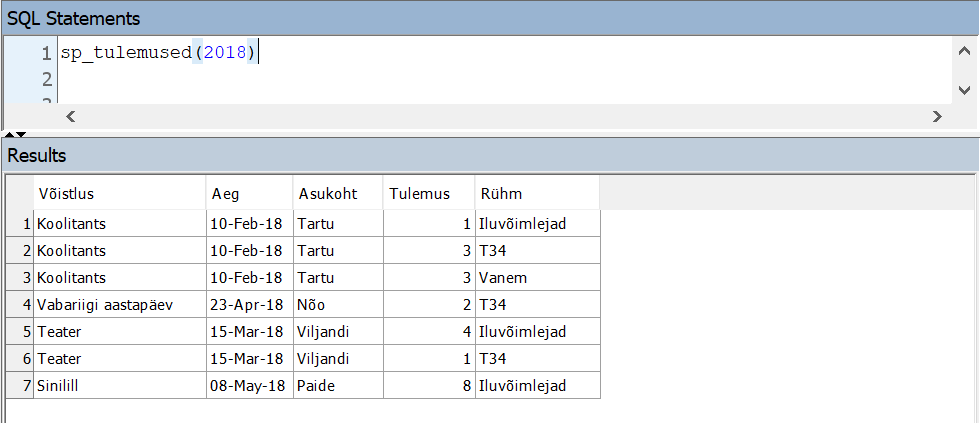 SQL Statements
1 sp_tulemused(2018)
2
3
Results
Võistlus Aeg Asukoht Tulemus Rühm
1 Koolitants 10-Feb-18 Tartu 1 Iluvõimlejad
2 Koolitants 10-Feb-18 Tartu 3 T34
3 Koolitants 10-Feb-18 Tartu 3 Vanem
4 Vabariigi aastapäev 23-Apr-18 Nõo 2 T34
5 Teater 15-Mar-18 Viljandi 4 Iluvõimlejad
6 Teater 15-Mar-18 Viljandi 1 T34
7 Sinilill 08-May-18 Paide 8 Iluvõimlejad